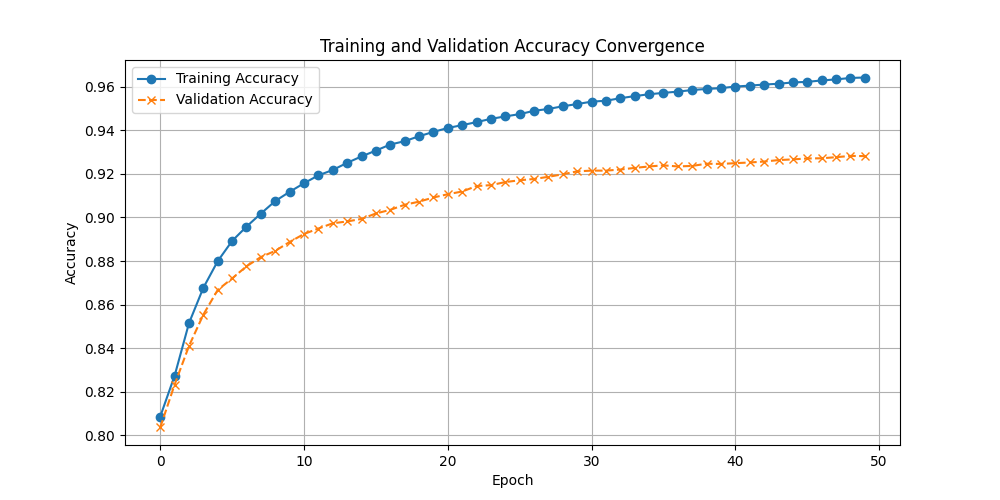 Training and Validation Accuracy Convergence
Training Accuracy
Validation Accuracy
0.96
0.94
0.92
0.90
0.88
0.86
0.84
0.82
0.80
Accuracy
0 10 20 30 40 50
Epoch